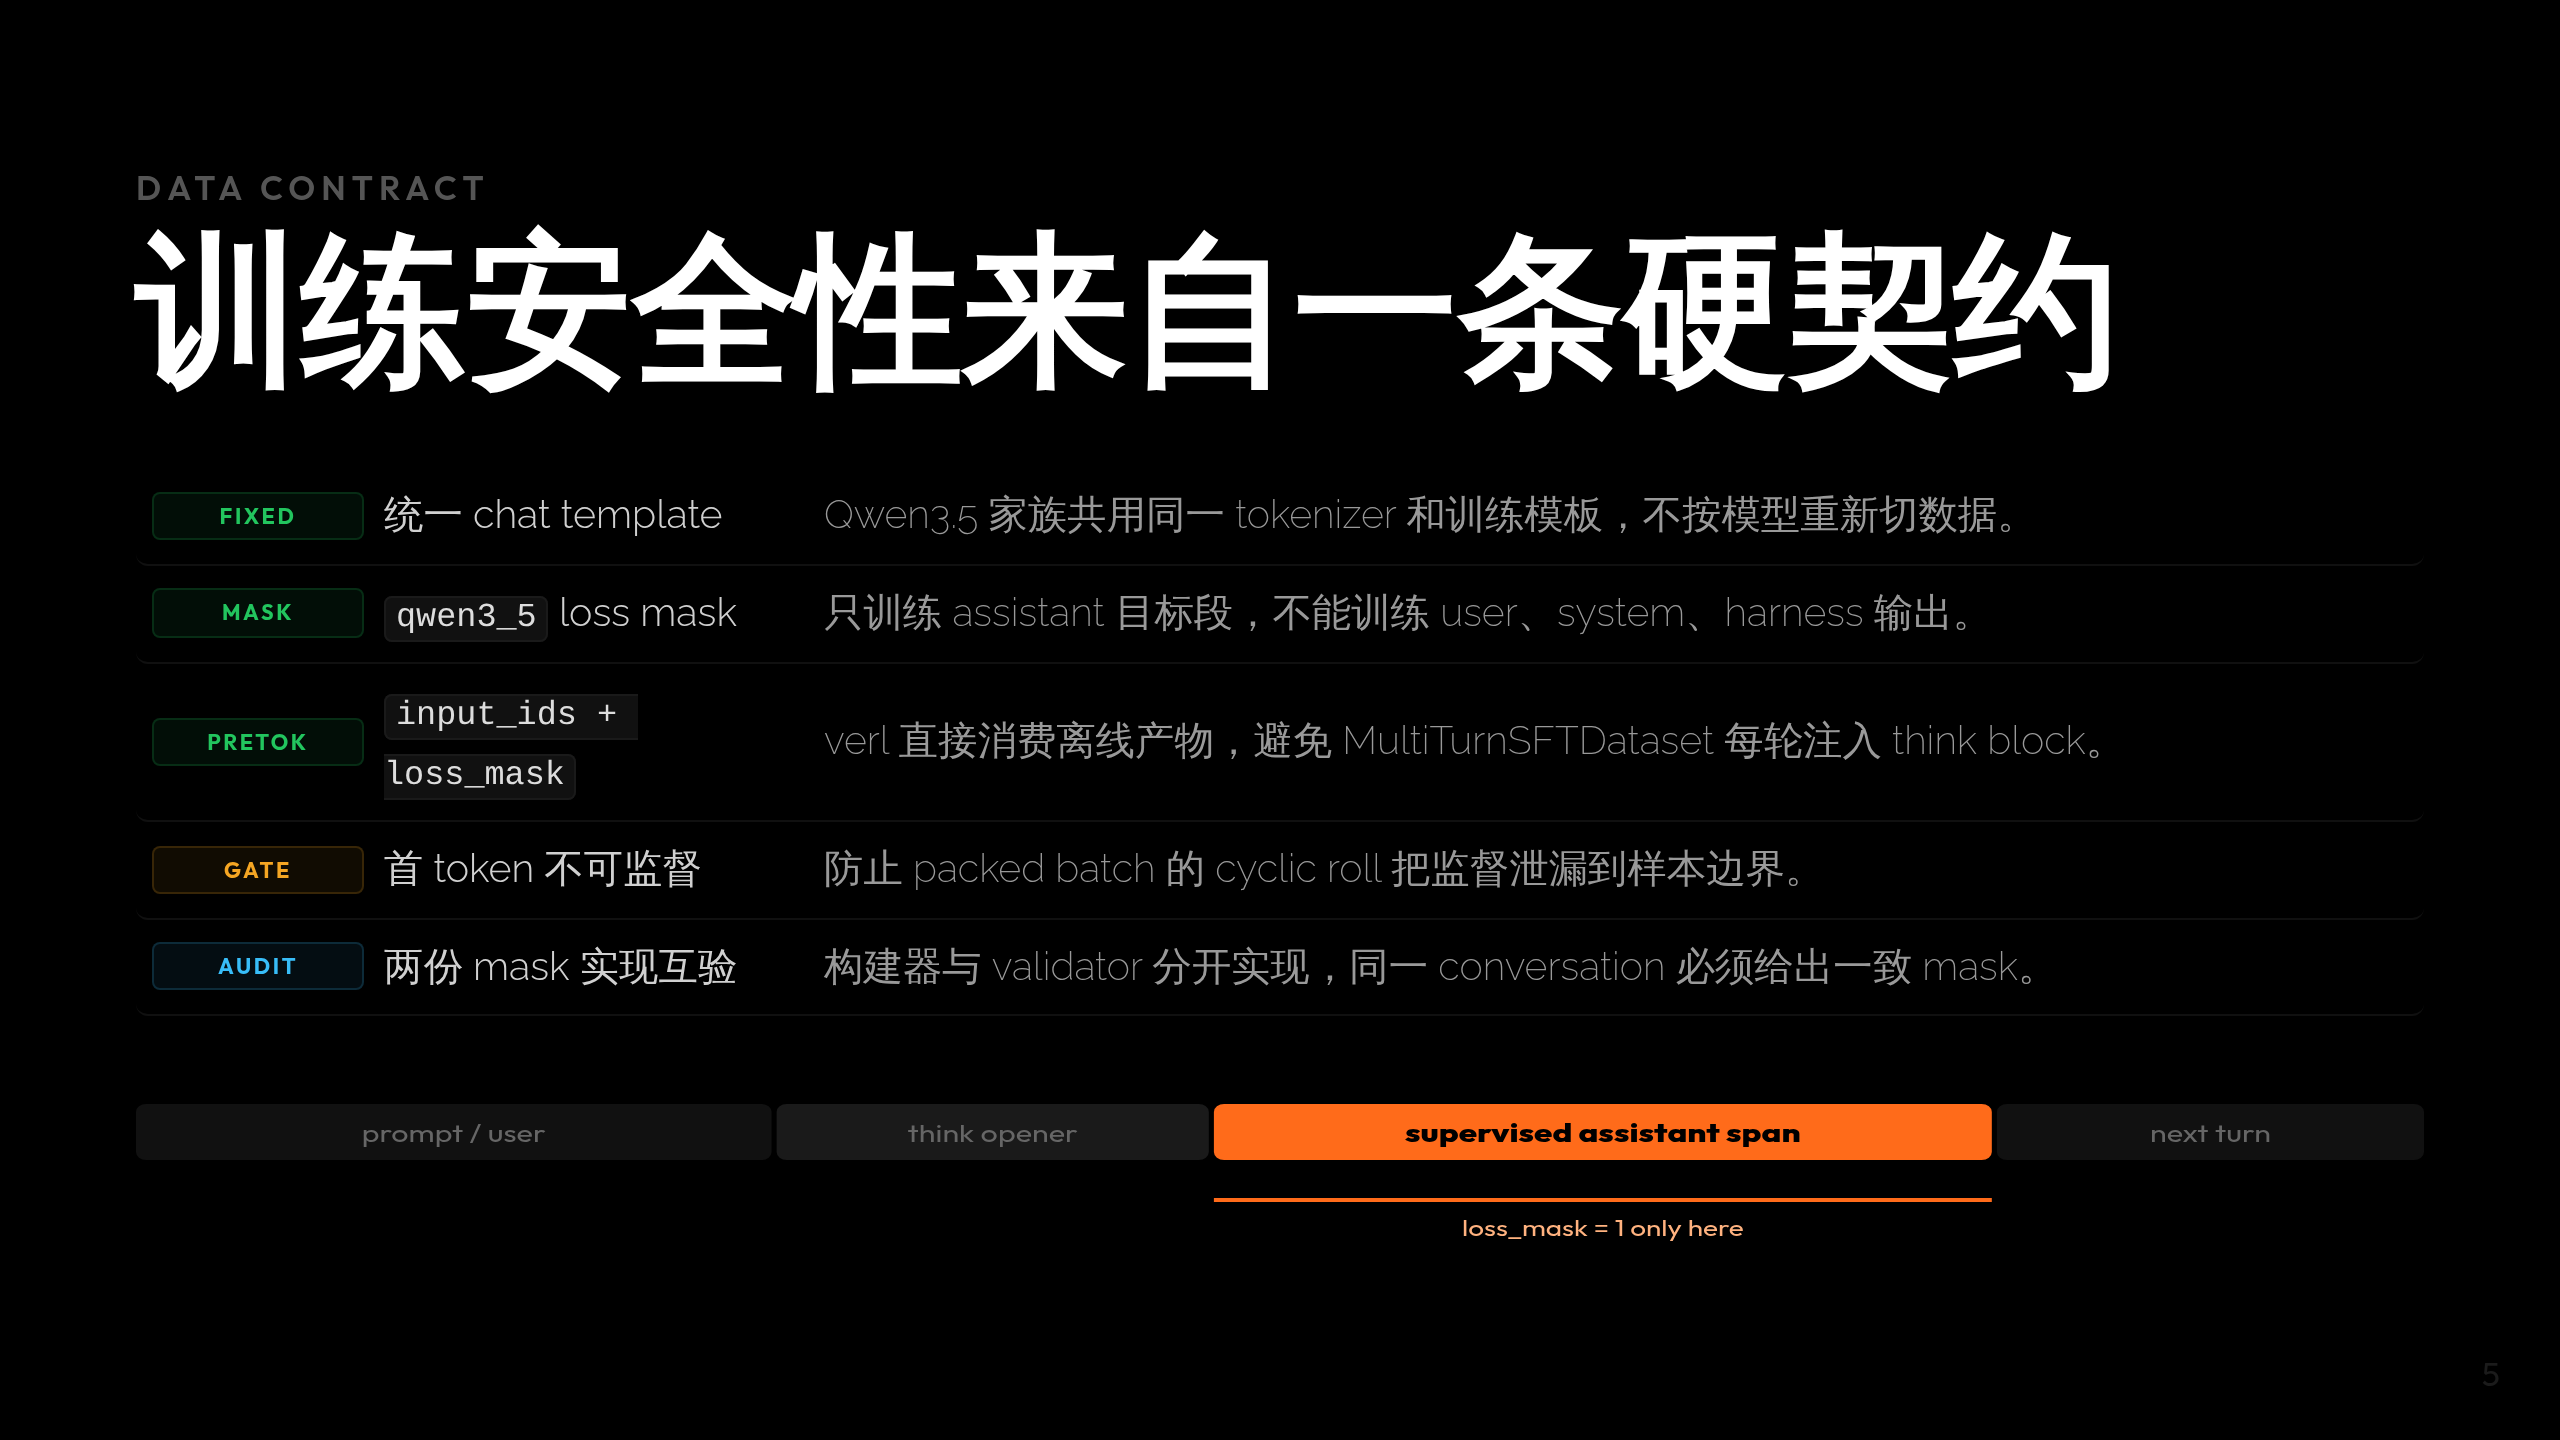 DATA CONTRACT
训练安全性来自一条硬契约
FIXED 统一 chat template Qwen3.5 家族共用同一 tokenizer 和训练模板，不按模型重新切数据。
MASK qwen3_5 loss mask 只训练 assistant 目标段，不能训练 user、system、harness 输出。
PRETOK input_ids + loss_mask verl 直接消费离线产物，避免 MultiTurnSFTDataset 每轮注入 think block。
GATE 首 token 不可监督 防止 packed batch 的 cyclic roll 把监督泄漏到样本边界。
AUDIT 两份 mask 实现互验 构建器与 validator 分开实现，同一 conversation 必须给出一致 mask。
prompt / user think opener supervised assistant span next turn
loss_mask = 1 only here
5